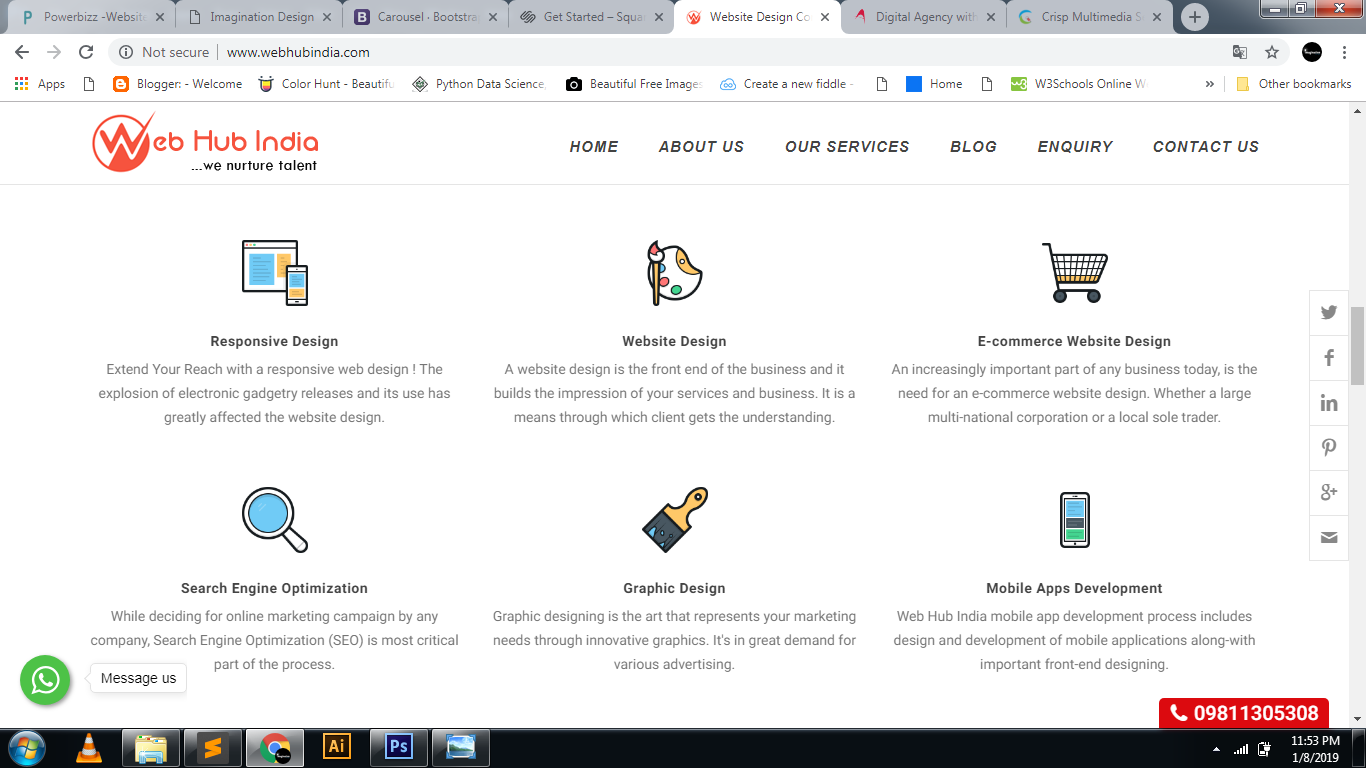 Powerbizz -Website
Imagination Design
Carousel · Bootstrap
Get Started – Squa
Website Design Co
Digital Agency with
Crisp Multimedia S
Not secure
www.webhubindia.com
Apps
Blogger: - Welcome
Color Hunt - Beautifu
Python Data Science,
Beautiful Free Images
Create a new fiddle -
Home
W3Schools Online W
»
Other bookmarks
Web Hub India
...we nurture talent
HOME
ABOUT US
OUR SERVICES
BLOG
ENQUIRY
CONTACT US
Responsive Design
Extend Your Reach with a responsive web design ! The
explosion of electronic gadgetry releases and its use has
greatly affected the website design.
Website Design
A website design is the front end of the business and it
builds the impression of your services and business. It is a
means through which client gets the understanding.
E-commerce Website Design
An increasingly important part of any business today, is the
need for an e-commerce website design. Whether a large
multi-national corporation or a local sole trader.
Search Engine Optimization
While deciding for online marketing campaign by any
company, Search Engine Optimization (SEO) is most critical
part of the process.
Graphic Design
Graphic designing is the art that represents your marketing
needs through innovative graphics. It's in great demand for
various advertising.
Mobile Apps Development
Web Hub India mobile app development process includes
design and development of mobile applications along-with
important front-end designing.
Message us
09811305308
Ai
Ps
11:53 PM
1/8/2019